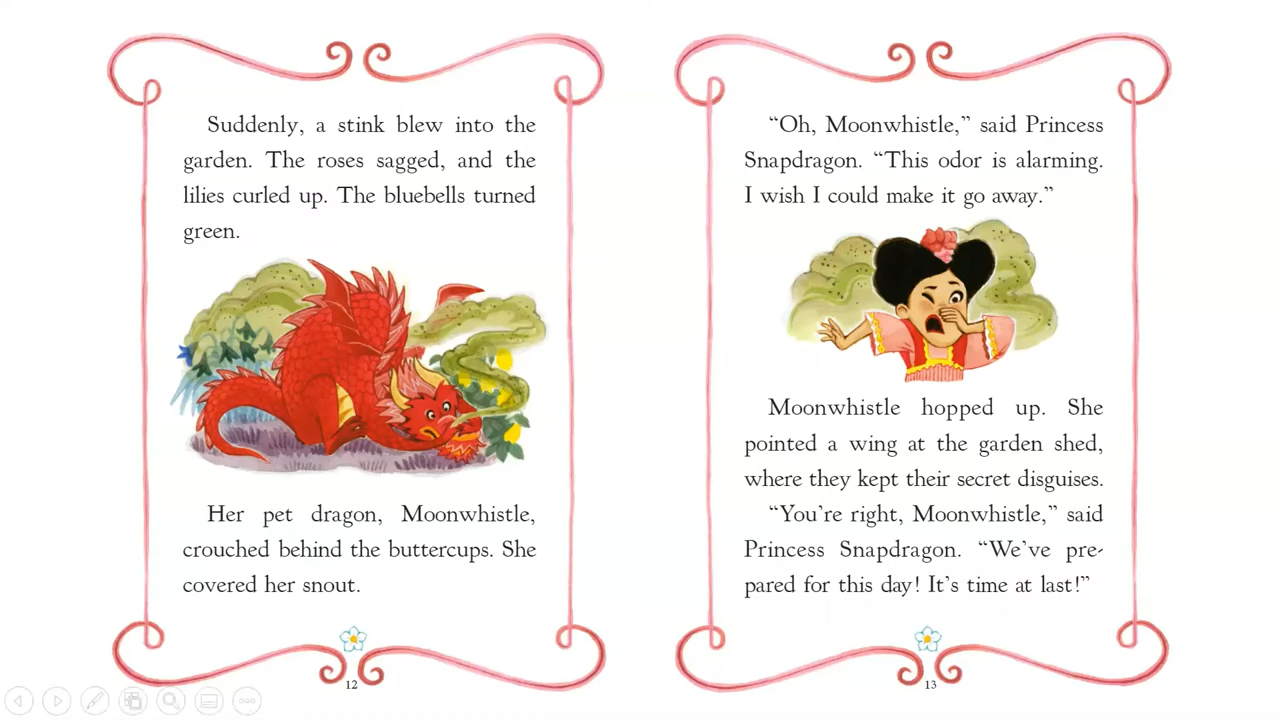 Suddenly, a stink blew into the
garden. The roses sagged, and the
lilies curled up. The bluebells turned
green.
Her pet dragon, Moonwhistle,
crouched behind the buttercups. She
covered her snout.
12
“Oh, Moonwhistle,” said Princess
Snapdragon. “This odor is alarming.
I wish I could make it go away.”
Moonwhistle hopped up. She
pointed a wing at the garden shed,
where they kept their secret disguises.
“You’re right, Moonwhistle,” said
Princess Snapdragon. “We’ve pre-
pared for this day! It’s time at last!”
13